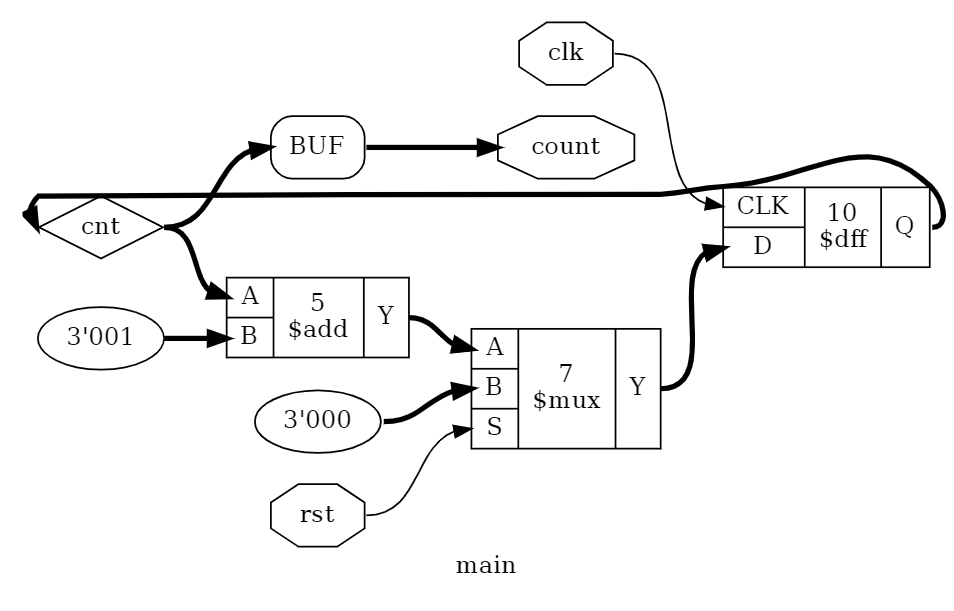 clk
BUF
count
cnt
CLK
D
10
$dff
Q
A
B
5
$add
Y
3'001
A
B
S
7
$mux
Y
3'000
rst
main